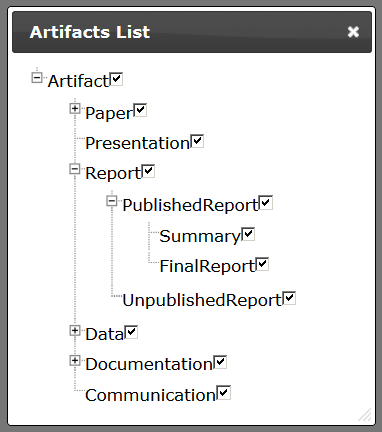 Artifacts List
Artifact
Paper
Presentation
Report
PublishedReport
Summary
FinalReport
UnpublishedReport
Data
Documentation
Communication